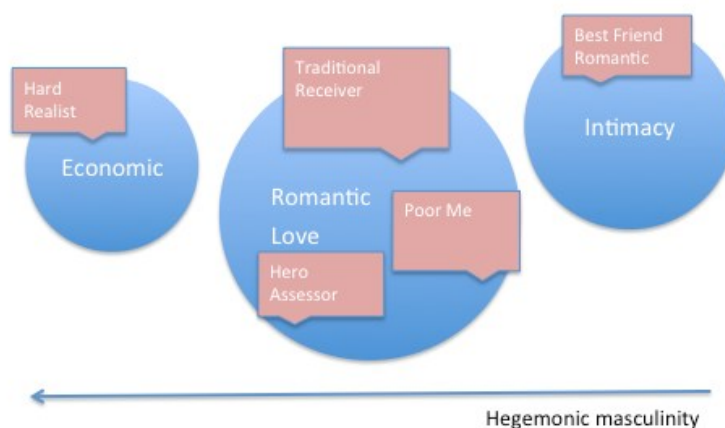 Hard
Realist
Economic
Traditional
Receiver
Romantic
Love
Poor Me
Hero
Assessor
Best Friend
Romantic
Intimacy
Hegemonic masculinity